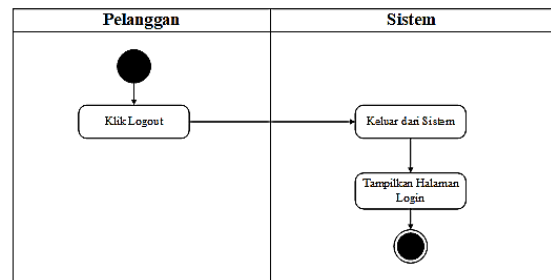 Pelanggan
Sistem
Klik Logout
Keluar dari Sistem
Tampilkan Halaman
Login